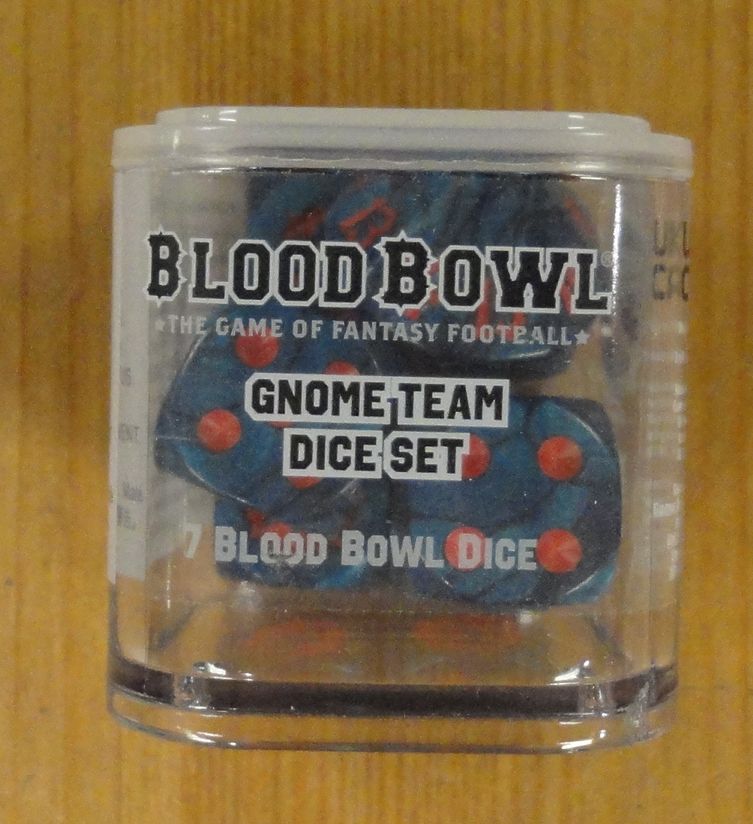 BLOOD BOWL®
★THE GAME OF FANTASY FOOTBALL★
GNOME TEAM
DICE SET
7 BLOOD BOWL DICE